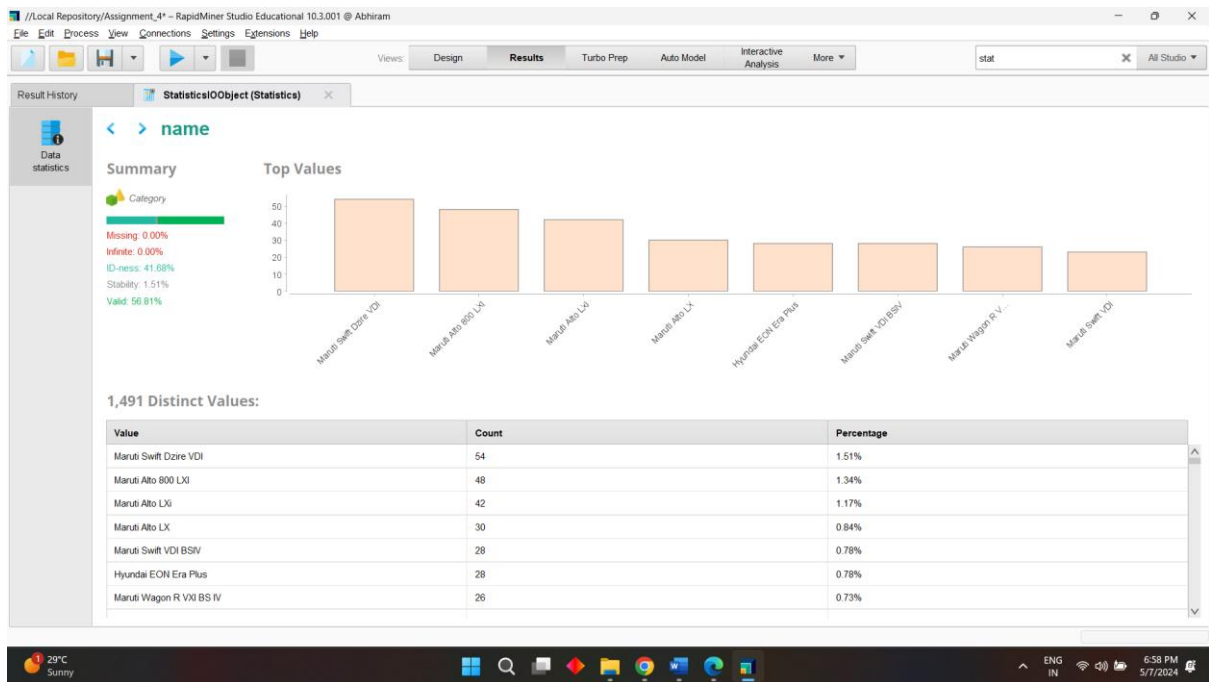 //Local Repository/Assignment_4* – RapidMiner Studio Educational 10.3.001 @ Abhiram
File Edit Process View Connections Settings Extensions Help
Views: Design Results Turbo Prep Auto Model Interactive Analysis More stat All Studio
Result History StatisticsIOObject (Statistics)
Data statistics
name
Summary Top Values
Category
Missing: 0.00%
Infinite: 0.00%
ID-ness: 41.68%
Stability: 1.51%
Valid: 56.81%
50
40
30
20
10
0
Maruti Swift Dzire VDI
Maruti Alto 800 LXI
Maruti Alto LXi
Maruti Alto LX
Hyundai EON Era Plus
Maruti Swift VDI BSIV
Maruti Wagon R V...
Maruti Swift VDI
1,491 Distinct Values:
Value Count Percentage
Maruti Swift Dzire VDI 54 1.51%
Maruti Alto 800 LXI 48 1.34%
Maruti Alto LXi 42 1.17%
Maruti Alto LX 30 0.84%
Maruti Swift VDI BSIV 28 0.78%
Hyundai EON Era Plus 28 0.78%
Maruti Wagon R VXI BS IV 26 0.73%
1 29°C
Sunny
ENG
IN
6:58 PM
5/7/2024